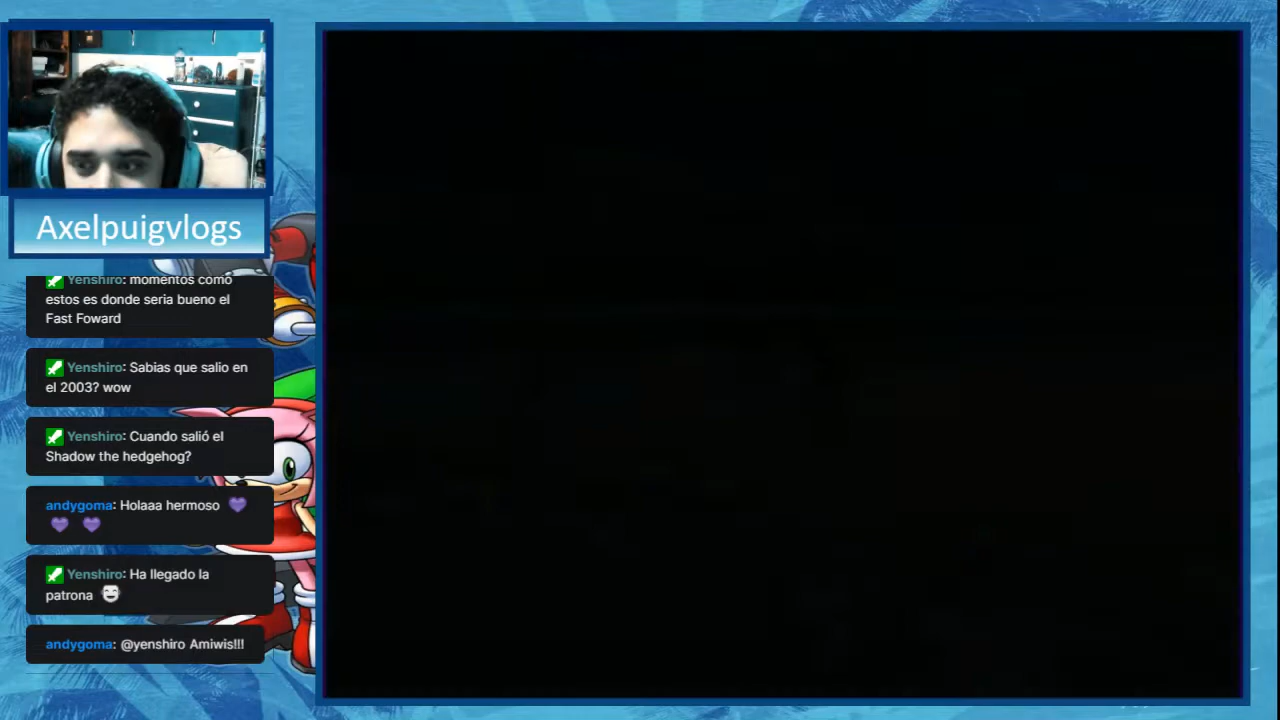 Axelpuigvlogs
Yenshiro: momentos como
estos es donde seria bueno el
Fast Foward
Yenshiro: Sabias que salio en
el 2003? wow
Yenshiro: Cuando salió el
Shadow the hedgehog?
andygoma: Holaaa hermoso
Yenshiro: Ha llegado la
patrona
andygoma: @yenshiro Amiwis!!!